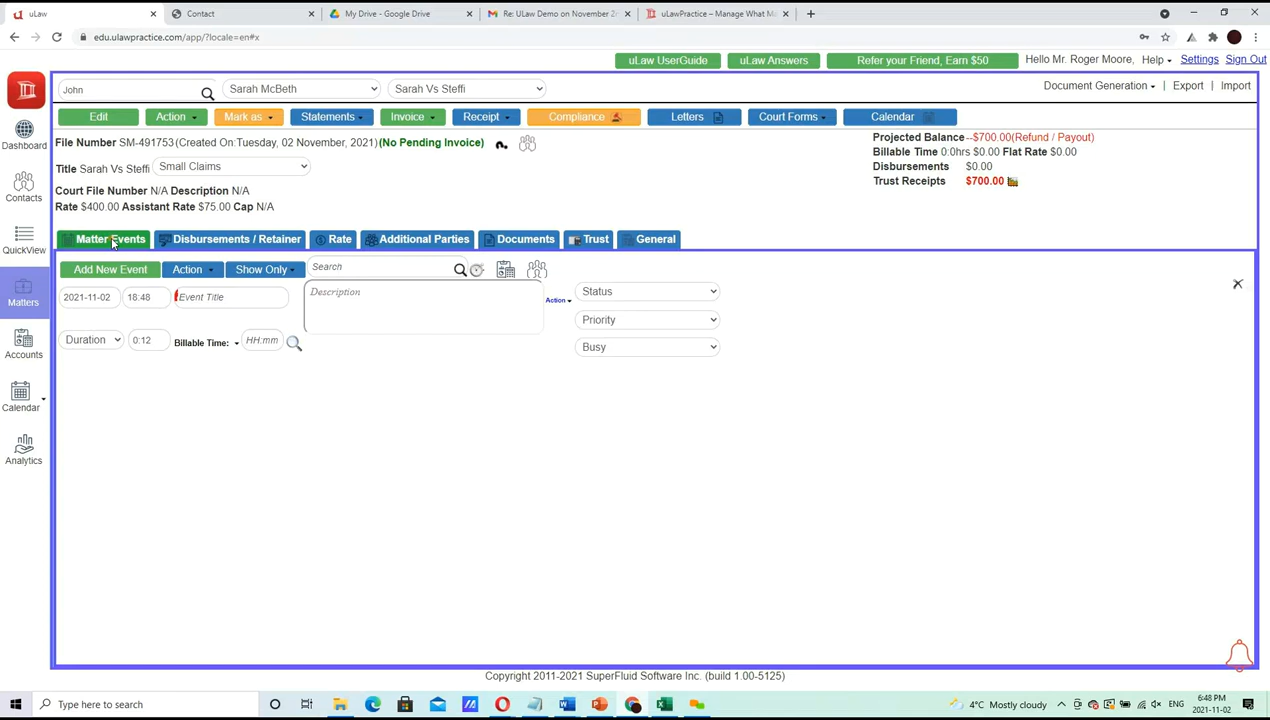 uLaw
Contact
My Drive - Google Drive
Re: ULaw Demo on November 2
uLawPractice – Manage What M
edu.ulawpractice.com/app/?locale=en#x
uLaw UserGuide
uLaw Answers
Refer your Friend, Earn $50
Hello Mr. Roger Moore, Help
Settings
Sign Out
John
Sarah McBeth
Sarah Vs Steffi
Document Generation
Export
Import
Edit
Action
Mark as
Statements
Invoice
Receipt
Compliance
Letters
Court Forms
Calendar
File Number SM-491753 (Created On:Tuesday, 02 November, 2021) (No Pending Invoice)
Title Sarah Vs Steffi Small Claims
Court File Number N/A Description N/A
Rate $400.00 Assistant Rate $75.00 Cap N/A
Projected Balance --$700.00(Refund / Payout)
Billable Time 0:0hrs $0.00 Flat Rate $0.00
Disbursements $0.00
Trust Receipts $700.00
Dashboard
Contacts
QuickView
Matters
Accounts
Calendar
Analytics
Matter Events
Disbursements / Retainer
Rate
Additional Parties
Documents
Trust
General
Add New Event
Action
Show Only
Search
2021-11-02
18:48
Event Title
Description
Action
Status
Priority
Busy
Duration
0:12
Billable Time:
HH:mm
Copyright 2011-2021 SuperFluid Software Inc. (build 1.00-5125)
Type here to search
4°C Mostly cloudy
ENG
6:48 PM
2021-11-02